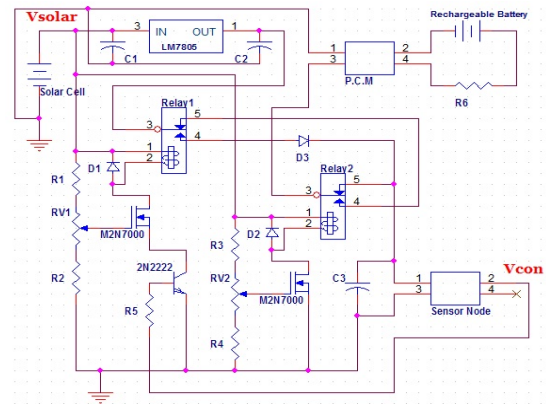 Vsolar
Rechargeable Battery
3 IN OUT 1
LM7805
C1
C2
1 2
3 4
P.C.M
R6
Solar Cell
Relay1
3 5
4
1
2
D1
D3
R1
RV1
M2N7000
R2
2N2222
R5
Relay2
3 5
4
1
2
D2
R3
RV2
M2N7000
R4
C3
1 2
3 4
Sensor Node
Vcon